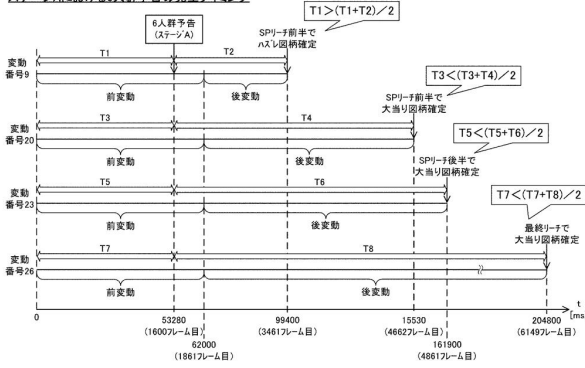 6人群予告
(ステージA)
T1>(T1+T2)/2
SPリーチ前半で
ハズレ図柄確定
変動
番号9
T1
T2
前変動
後変動
T3<(T3+T4)/2
SPリーチ前半で
大当り図柄確定
変動
番号20
T3
T4
前変動
後変動
T5<(T5+T6)/2
SPリーチ後半で
大当り図柄確定
変動
番号23
T5
T6
前変動
後変動
T7<(T7+T8)/2
最終リーチで
大当り図柄確定
変動
番号26
T7
T8
前変動
後変動
t
[ms]
0
53280
(1600フレーム目)
62000
(1861フレーム目)
99400
(3461フレーム目)
15530
(4662フレーム目)
161900
(4861フレーム目)
204800
(6149フレーム目)